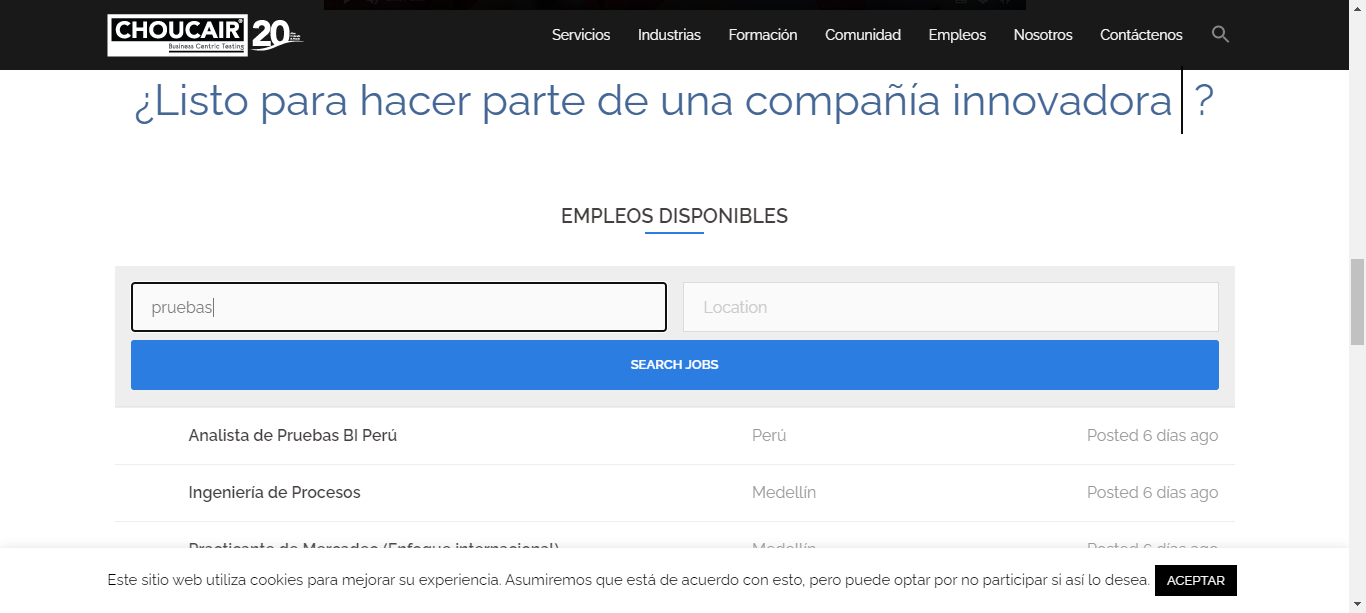 CHOUCAIR
Business Centric Testing
20
Servicios Industrias Formación Comunidad Empleos Nosotros Contáctenos
¿Listo para hacer parte de una compañía innovadora ?
EMPLEOS DISPONIBLES
pruebas
Location
SEARCH JOBS
Analista de Pruebas BI Perú Perú Posted 6 días ago
Ingeniería de Procesos Medellín Posted 6 días ago
Practicante de Mercadeo (Enfoque internacional) Medellín Posted 6 días ago
Este sitio web utiliza cookies para mejorar su experiencia. Asumiremos que está de acuerdo con esto, pero puede optar por no participar si así lo desea. ACEPTAR